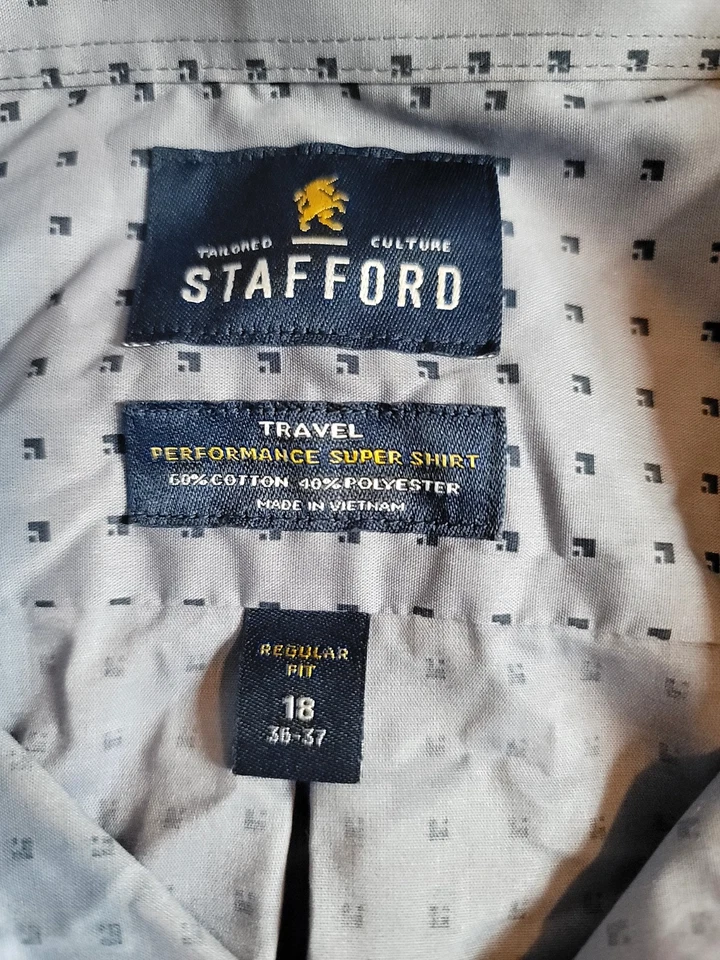 TAILORED CULTURE
STAFFORD
TRAVEL
PERFORMANCE SUPER SHIRT
60% COTTON 40% POLYESTER
MADE IN VIETNAM
REGULAR
FIT
18
36-37